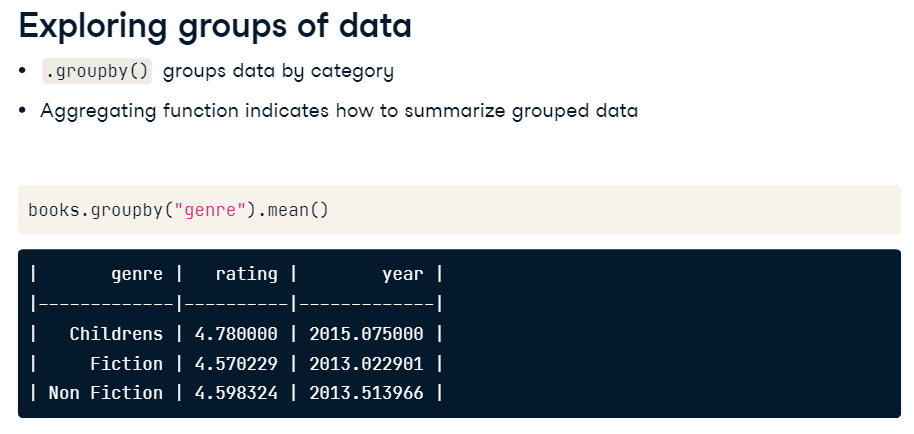 Exploring groups of data
• .groupby() groups data by category
• Aggregating function indicates how to summarize grouped data
books.groupby("genre").mean()
|       genre |   rating |        year |
|-------------|----------|-------------|
|   Childrens | 4.780000 | 2015.075000 |
|     Fiction | 4.570229 | 2013.022901 |
| Non Fiction | 4.598324 | 2013.513966 |